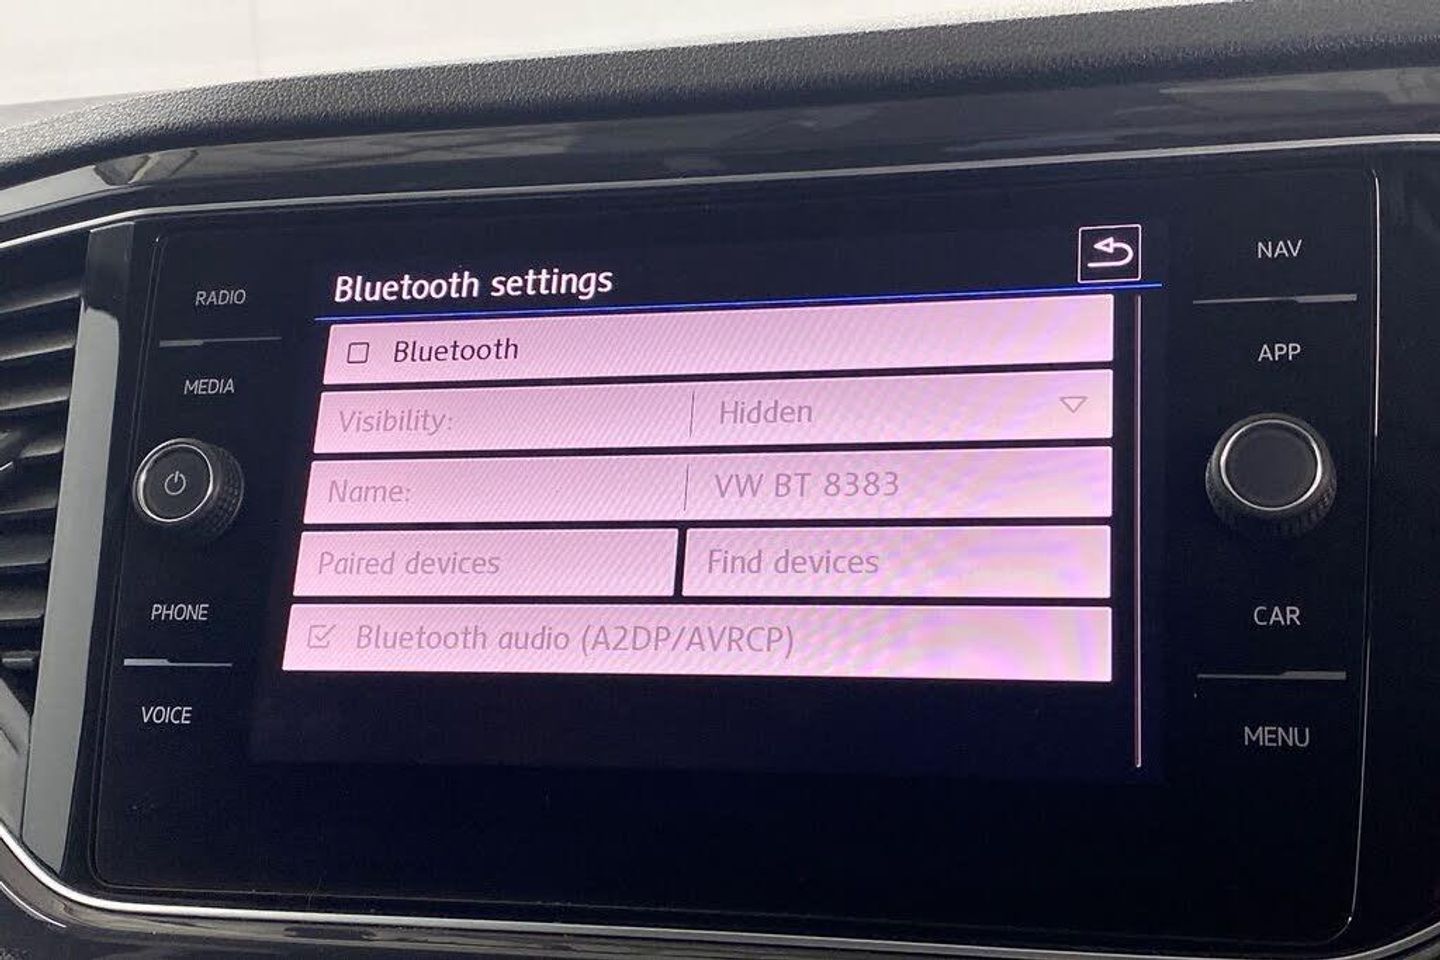 Bluetooth settings
Bluetooth
Visibility: Hidden
Name: VW BT 8383
Paired devices Find devices
Bluetooth audio (A2DP/AVRCP)
RADIO
MEDIA
PHONE
VOICE
NAV
APP
CAR
MENU